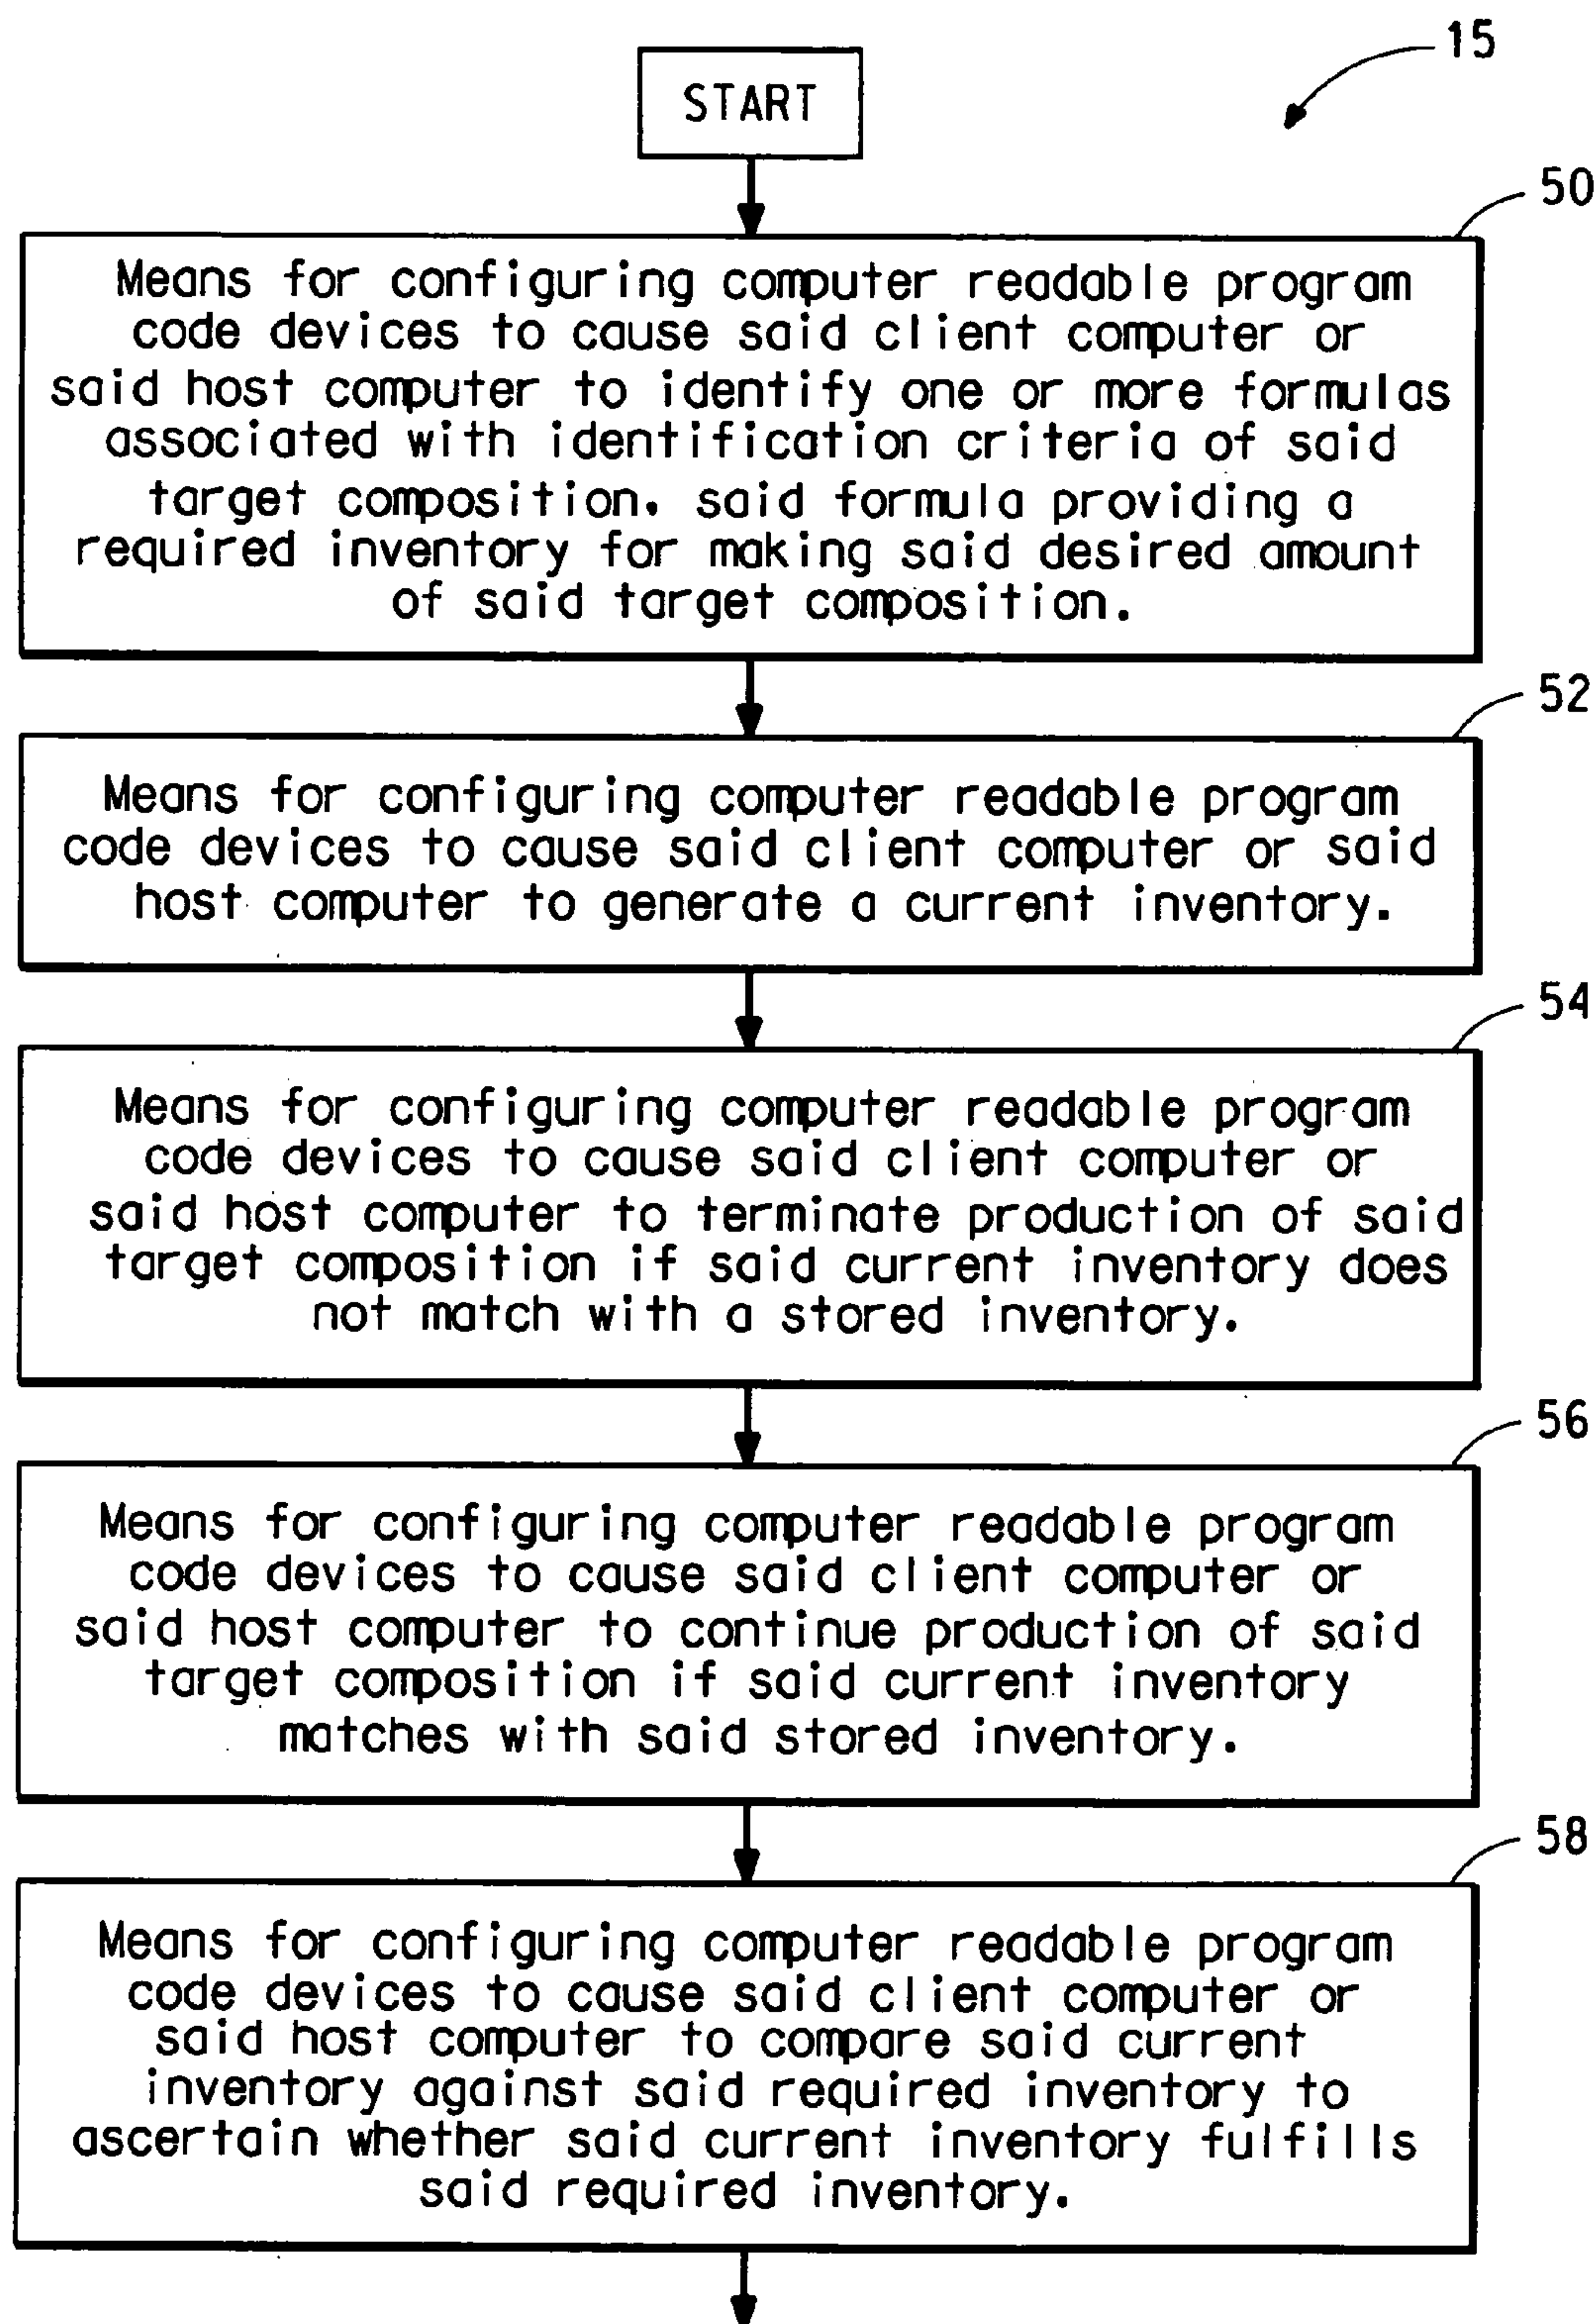 15
START
50
Means for configuring computer readable program
code devices to cause said client computer or
said host computer to identify one or more formulas
associated with identification criteria of said
target composition. said formula providing a
required inventory for making said desired amount
of said target composition.
52
Means for configuring computer readable program
code devices to cause said client computer or said
host computer to generate a current inventory.
54
Means for configuring computer readable program
code devices to cause said client computer or
said host computer to terminate production of said
target composition if said current inventory does
not match with a stored inventory.
56
Means for configuring computer readable program
code devices to cause said client computer or
said host computer to continue production of said
target composition if said current inventory
matches with said stored inventory.
58
Means for configuring computer readable program
code devices to cause said client computer or
said host computer to compare said current
inventory against said required inventory to
ascertain whether said current inventory fulfills
said required inventory.